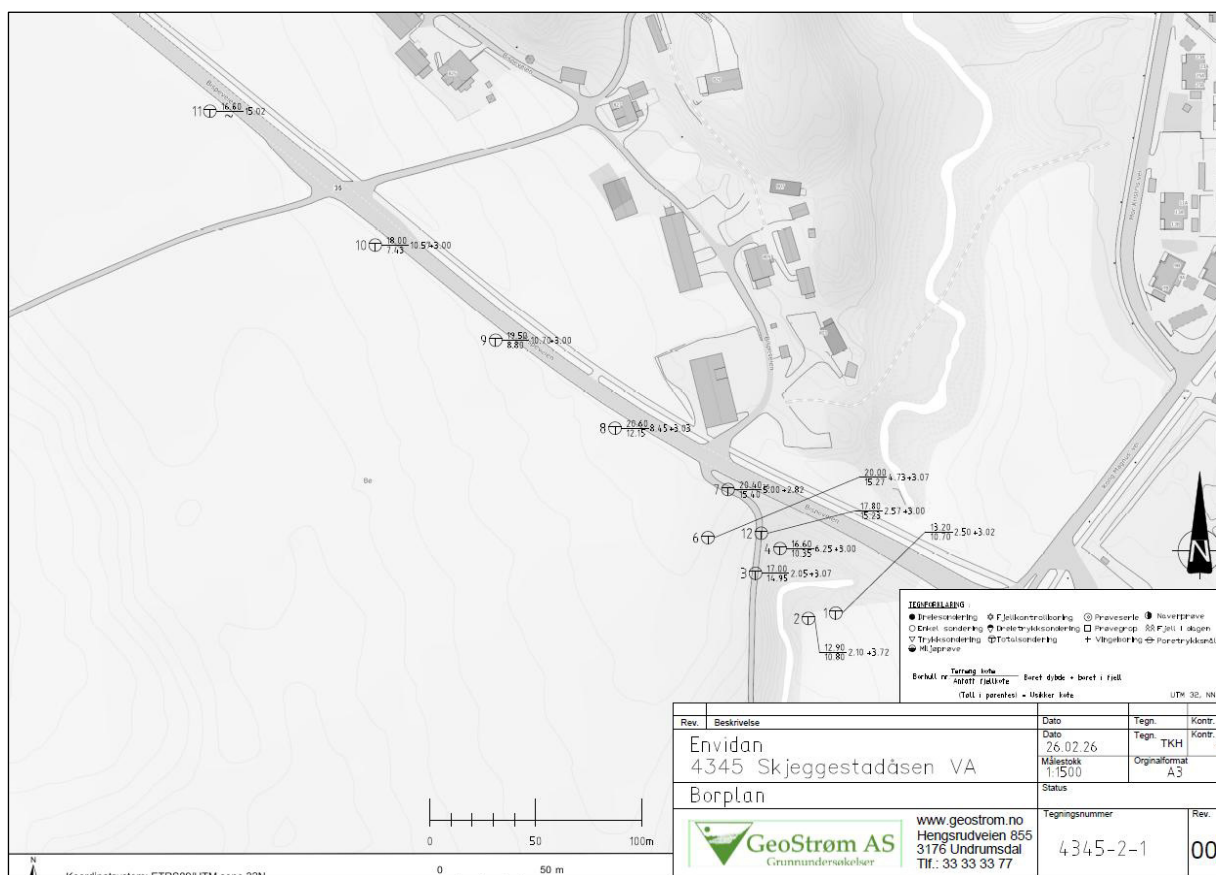 11 16.60 ~ 15.02
36
10 18.00 7.43 10.57+3.00
9 19.50 8.80 10.70+3.00
8 20.60 12.15 8.45+3.03
Bø
7 20.40 15.40 5.00+2.82
20.00 15.27 4.73+3.07
17.80 15.23 2.57+3.00
13.20 10.70 2.50+3.02
6
12
4 16.60 10.35 6.25+3.00
3 17.00 14.95 2.05+3.07
2
1
12.90 10.80 2.10+3.72
Kong Magnus vei
N
TEGNFORKLARING :
Dreiesondering Fjellkontrollboring Prøveserie Naverprøve
Enkel sondering Dreietrykksondering Prøvegrop Fjell i dagen
Trykksondering Totalsondering Vingeboring
Miljøprøve
Borhull nr Terreng kote
Antatt fjellkote Boret dybde + boret i fjell
(Tall i parentes) = Usikker kote
UTM 32, NN
Rev. Beskrivelse Dato Tegn. Kontr.
Envidan
4345 Skjeggestadåsen VA
Dato 26.02.26
Tegn. TKH
Kontr.
Målestokk 1:1500
Orginalformat A3
Borplan
Status
GeoStrøm AS
Grunnundersøkelser
www.geostrom.no
Hengsrudveien 855
3176 Undrumsdal
Tlf.: 33 33 33 77
Tegningsnummer
4345-2-1
Rev.
00
0 50 100m
N
0 50 m